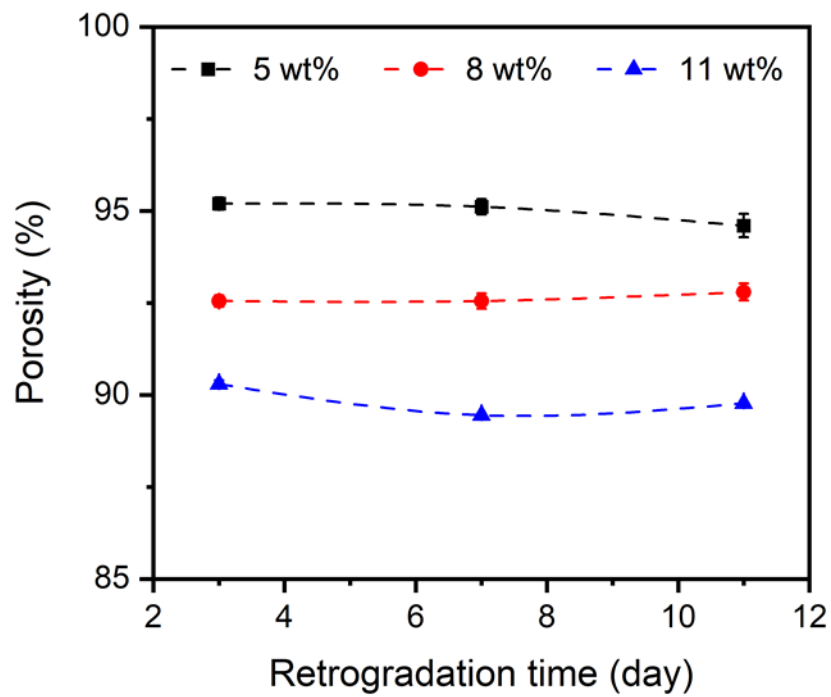 100
5 wt% 8 wt% 11 wt%
95
Porosity (%)
90
85
2 4 6 8 10 12
Retrogradation time (day)